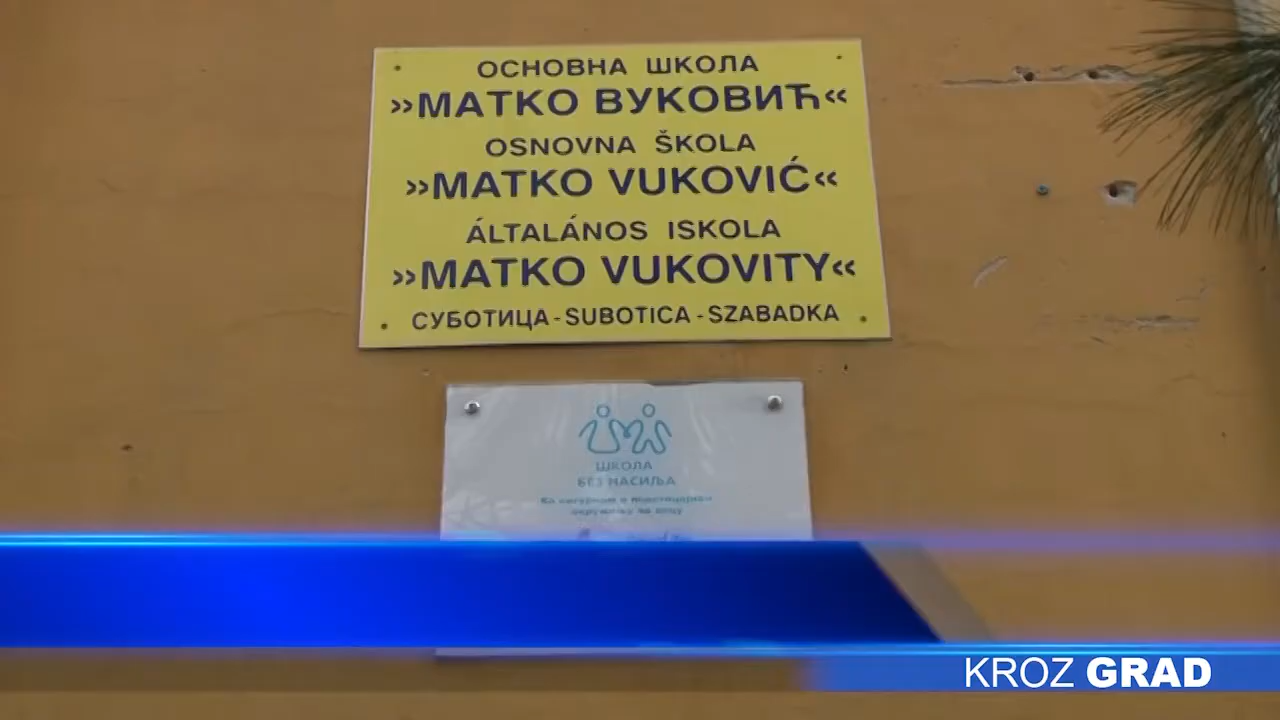 ОСНОВНА ШКОЛА
»МАТКО ВУКОВИЋ«
OSNOVNA ŠKOLA
»MATKO VUKOVIĆ«
ÁLTALÁNOS ISKOLA
»MATKO VUKOVITY«
СУБОТИЦА - SUBOTICA - SZABADKA
ШКОЛА
БЕЗ НАСИЉА
KROZ GRAD